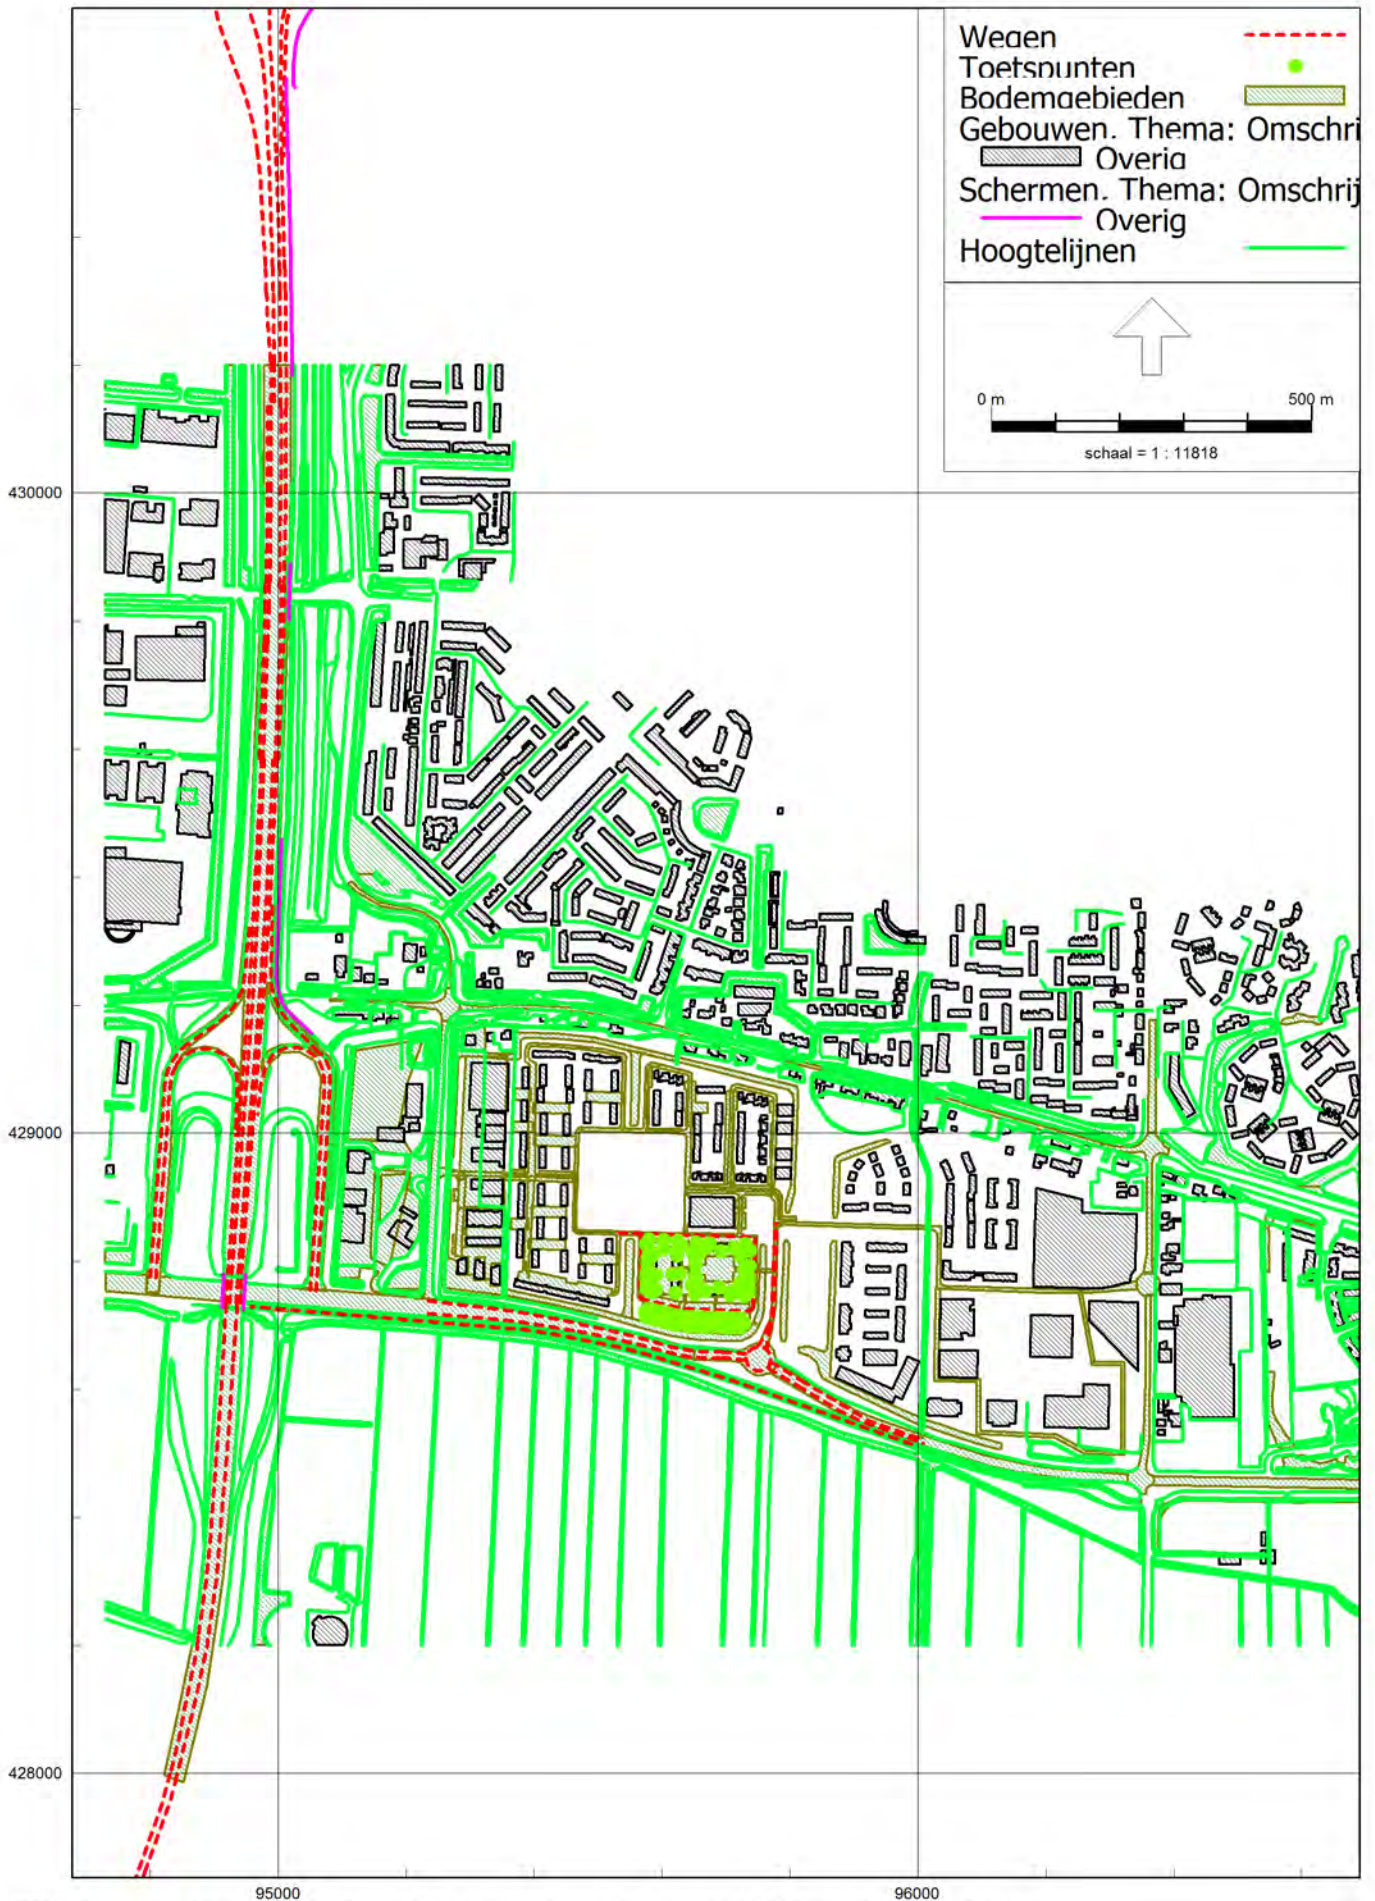 Wegen
Toetspunten
Bodemgebieden
Gebouwen, Thema: Omschri
Overig
Schermen, Thema: Omschrij
Overig
Hoogtelijnen
0 m 500 m
schaal = 1 : 11818
430000
429000
428000
95000 96000